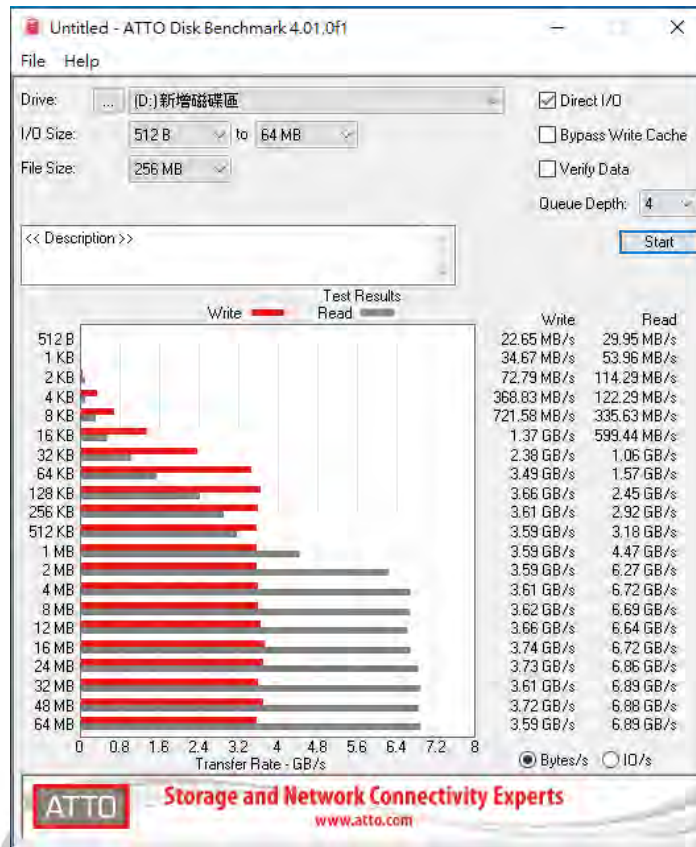 Untitled - ATTO Disk Benchmark 4.01.0f1
File Help
Drive: ... (D:)新增磁碟區 Direct I/O
I/O Size: 512 B to 64 MB Bypass Write Cache
File Size: 256 MB Verify Data
Queue Depth: 4
<< Description >> Start
Test Results
Write Read Write Read
512 B 22.65 MB/s 29.95 MB/s
1 KB 34.67 MB/s 53.96 MB/s
2 KB 72.79 MB/s 114.29 MB/s
4 KB 368.83 MB/s 122.29 MB/s
8 KB 721.58 MB/s 335.63 MB/s
16 KB 1.37 GB/s 599.44 MB/s
32 KB 2.38 GB/s 1.06 GB/s
64 KB 3.49 GB/s 1.57 GB/s
128 KB 3.66 GB/s 2.45 GB/s
256 KB 3.61 GB/s 2.92 GB/s
512 KB 3.59 GB/s 3.18 GB/s
1 MB 3.59 GB/s 4.47 GB/s
2 MB 3.59 GB/s 6.27 GB/s
4 MB 3.61 GB/s 6.72 GB/s
8 MB 3.62 GB/s 6.69 GB/s
12 MB 3.66 GB/s 6.64 GB/s
16 MB 3.74 GB/s 6.72 GB/s
24 MB 3.73 GB/s 6.86 GB/s
32 MB 3.61 GB/s 6.89 GB/s
48 MB 3.72 GB/s 6.88 GB/s
64 MB 3.59 GB/s 6.89 GB/s
0 0.8 1.6 2.4 3.2 4 4.8 5.6 6.4 7.2 8
Transfer Rate - GB/s Bytes/s IO/s
ATTO Storage and Network Connectivity Experts
www.atto.com